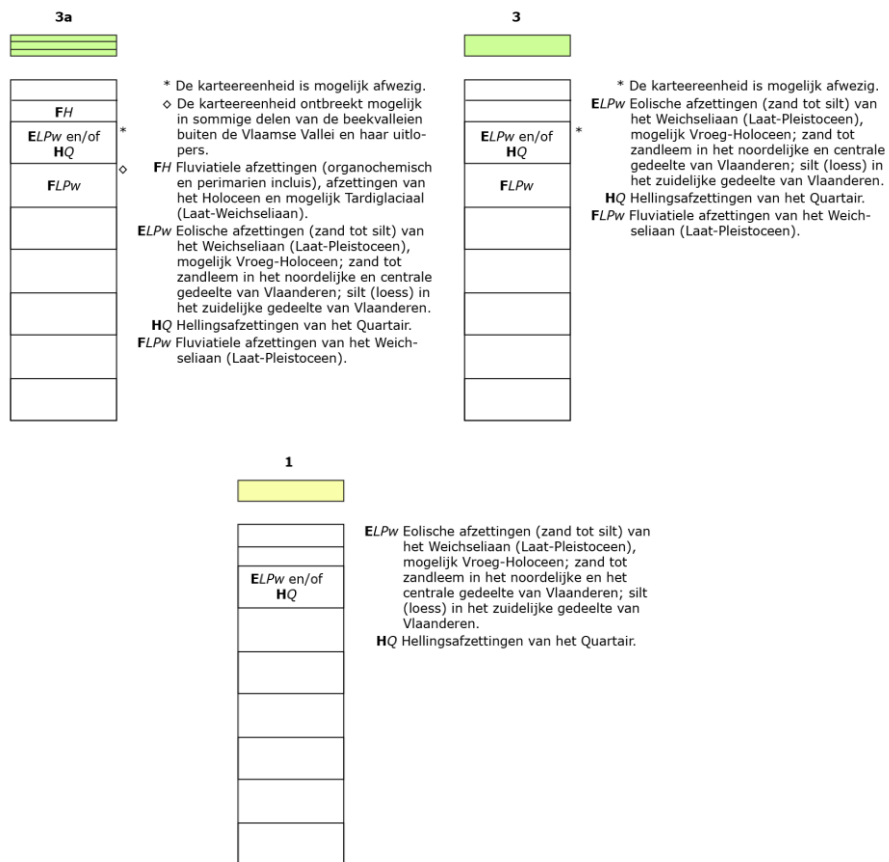 3a
FH
ELPw en/of
HQ
*
◇
FLPw
* De karteereenheid is mogelijk afwezig.
◇ De karteereenheid ontbreekt mogelijk
in sommige delen van de beekvalleien
buiten de Vlaamse Vallei en haar uitlo-
pers.
FH Fluviatiele afzettingen (organochemisch
en perimarien incluis), afzettingen van
het Holoceen en mogelijk Tardiglaciaal
(Laat-Weichseliaan).
ELPw Eolische afzettingen (zand tot silt) van
het Weichseliaan (Laat-Pleistoceen),
mogelijk Vroeg-Holoceen; zand tot
zandleem in het noordelijke en centrale
gedeelte van Vlaanderen; silt (loess) in
het zuidelijke gedeelte van Vlaanderen.
HQ Hellingsafzettingen van het Quartair.
FLPw Fluviatiele afzettingen van het Weich-
seliaan (Laat-Pleistoceen).
3
ELPw en/of
HQ
*
FLPw
* De karteereenheid is mogelijk afwezig.
ELPw Eolische afzettingen (zand tot silt) van
het Weichseliaan (Laat-Pleistoceen),
mogelijk Vroeg-Holoceen; zand tot
zandleem in het noordelijke en centrale
gedeelte van Vlaanderen; silt (loess) in
het zuidelijke gedeelte van Vlaanderen.
HQ Hellingsafzettingen van het Quartair.
FLPw Fluviatiele afzettingen van het Weich-
seliaan (Laat-Pleistoceen).
1
ELPw en/of
HQ
ELPw Eolische afzettingen (zand tot silt) van
het Weichseliaan (Laat-Pleistoceen),
mogelijk Vroeg-Holoceen; zand tot
zandleem in het noordelijke en het
centrale gedeelte van Vlaanderen; silt
(loess) in het zuidelijke gedeelte van
Vlaanderen.
HQ Hellingsafzettingen van het Quartair.